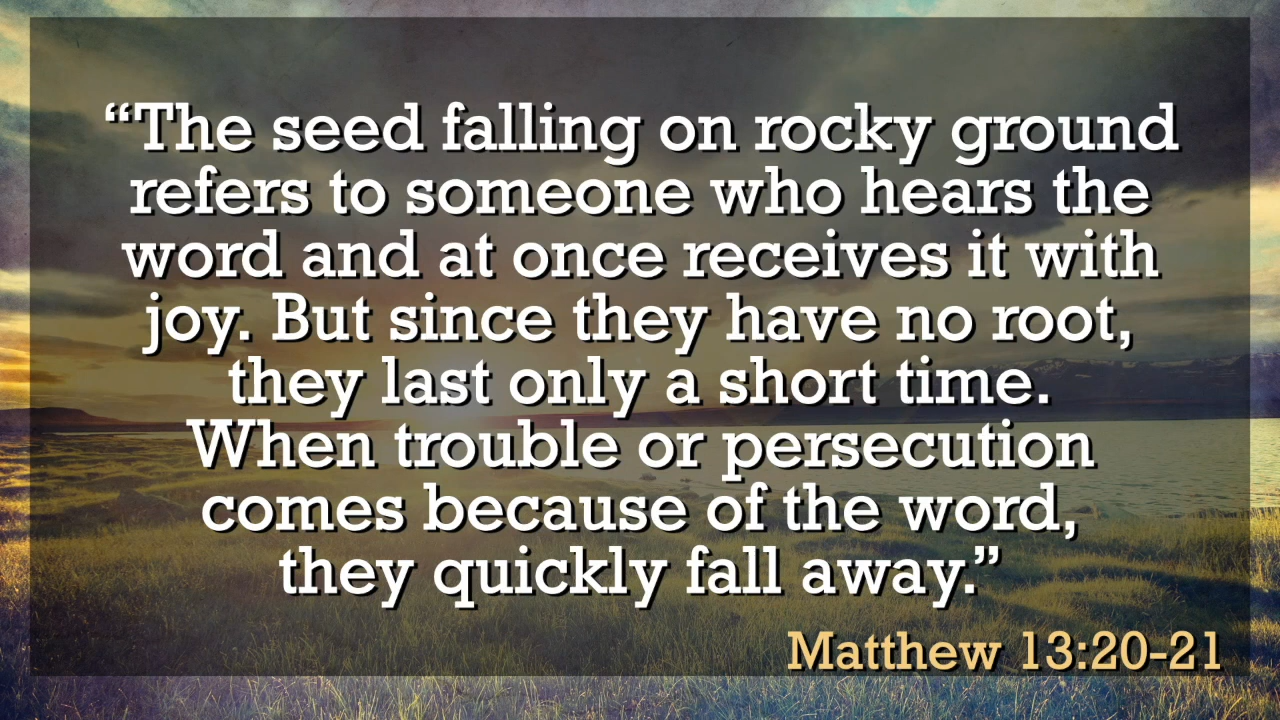 “The seed falling on rocky ground
refers to someone who hears the
word and at once receives it with
joy. But since they have no root,
they last only a short time.
When trouble or persecution
comes because of the word,
they quickly fall away.”
Matthew 13:20-21